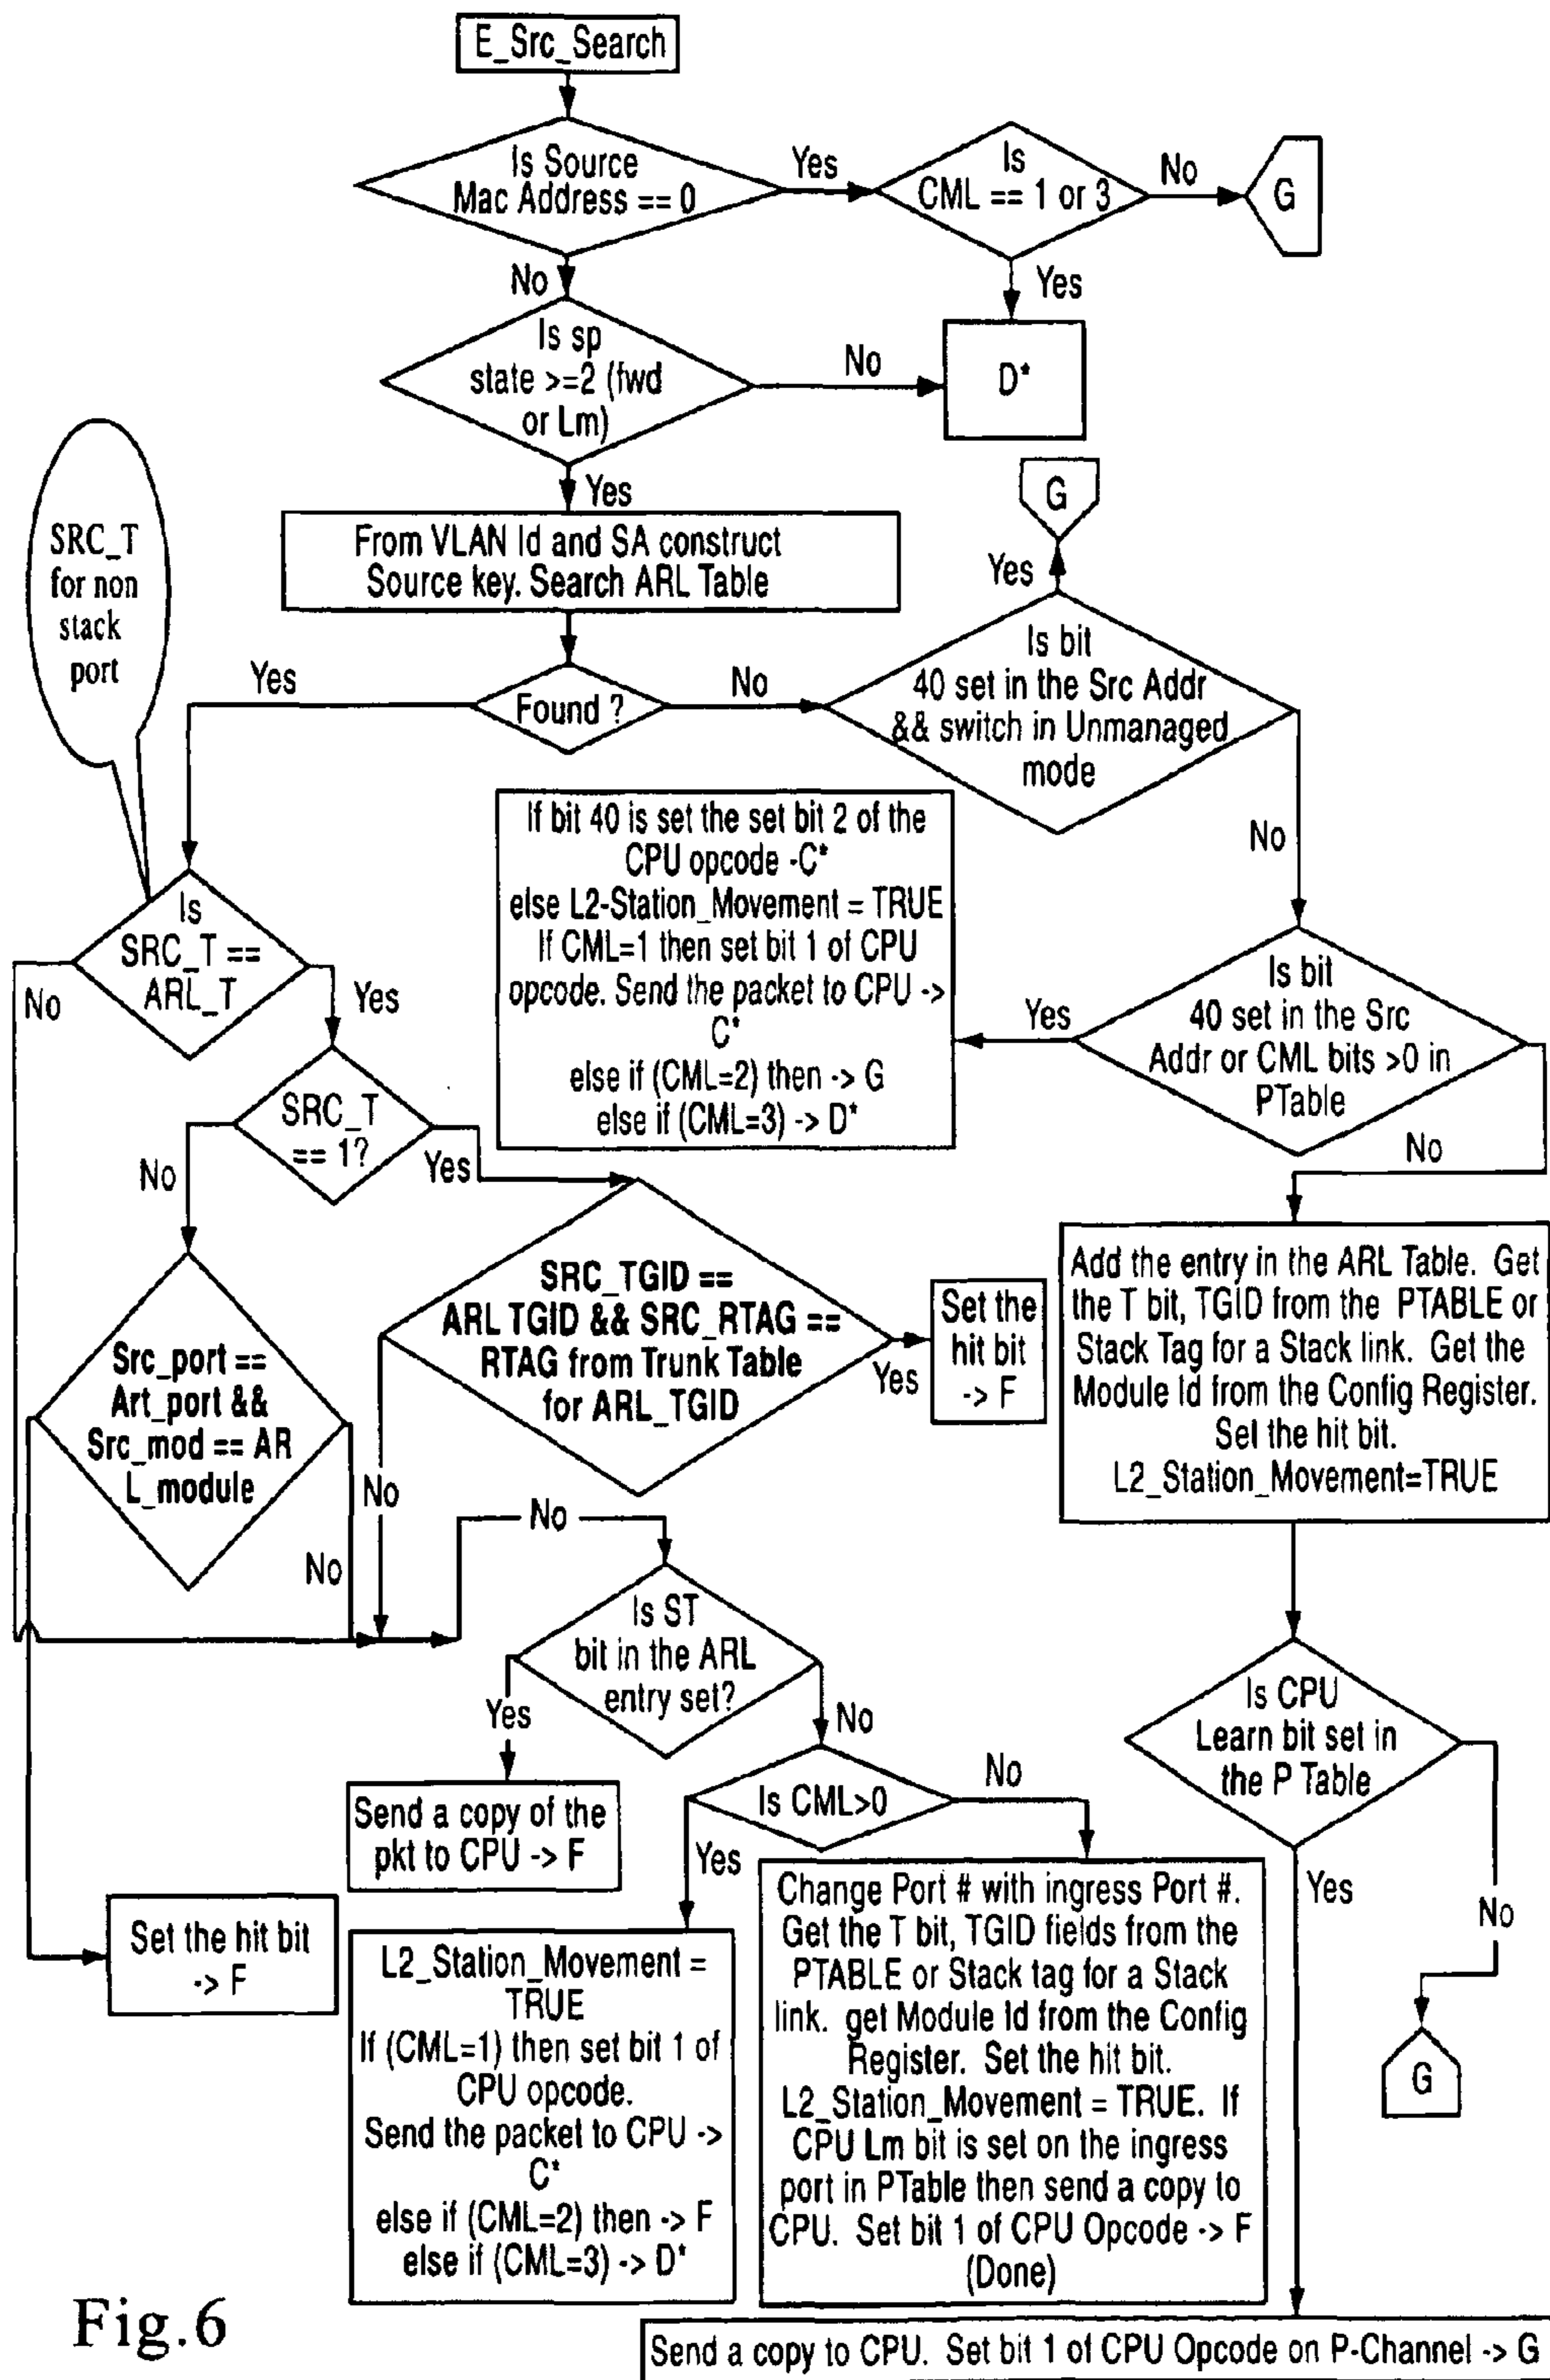 E_Src_Search
Is Source
Mac Address == 0
Yes
Is
CML == 1 or 3
No
G
No
Yes
Is sp
state >=2 (fwd
or Lm)
No
D*
Yes
G
SRC_T
for non
stack
port
From VLAN Id and SA construct
Source key. Search ARL Table
Yes
Is bit
40 set in the Src Addr
&& switch in Unmanaged
mode
Yes
Found ?
No
No
If bit 40 is set the set bit 2 of the
CPU opcode -C*
else L2-Station_Movement = TRUE
If CML=1 then set bit 1 of CPU
opcode. Send the packet to CPU ->
C*
else if (CML=2) then -> G
else if (CML=3) -> D*
Is
SRC_T ==
ARL_T
No
Yes
Is bit
40 set in the Src
Addr or CML bits >0 in
PTable
Yes
No
SRC_T
== 1?
No
Yes
SRC_TGID ==
ARL TGID && SRC_RTAG ==
RTAG from Trunk Table
for ARL_TGID
Yes
No
Set the
hit bit
-> F
Add the entry in the ARL Table. Get
the T bit, TGID from the PTABLE or
Stack Tag for a Stack link. Get the
Module Id from the Config Register.
Sel the hit bit.
L2_Station_Movement=TRUE
Src_port ==
Art_port &&
Src_mod == AR
L_module
No
No
Is ST
bit in the ARL
entry set?
Yes
No
Is CPU
Learn bit set in
the P Table
Yes
No
Is CML>0
No
Yes
Send a copy of the
pkt to CPU -> F
Set the hit bit
-> F
L2_Station_Movement =
TRUE
If (CML=1) then set bit 1 of
CPU opcode.
Send the packet to CPU ->
C*
else if (CML=2) then -> F
else if (CML=3) -> D*
Change Port # with ingress Port #.
Get the T bit, TGID fields from the
PTABLE or Stack tag for a Stack
link. get Module Id from the Config
Register. Set the hit bit.
L2_Station_Movement = TRUE. If
CPU Lm bit is set on the ingress
port in PTable then send a copy to
CPU. Set bit 1 of CPU Opcode -> F
(Done)
G
Fig.6
Send a copy to CPU. Set bit 1 of CPU Opcode on P-Channel -> G